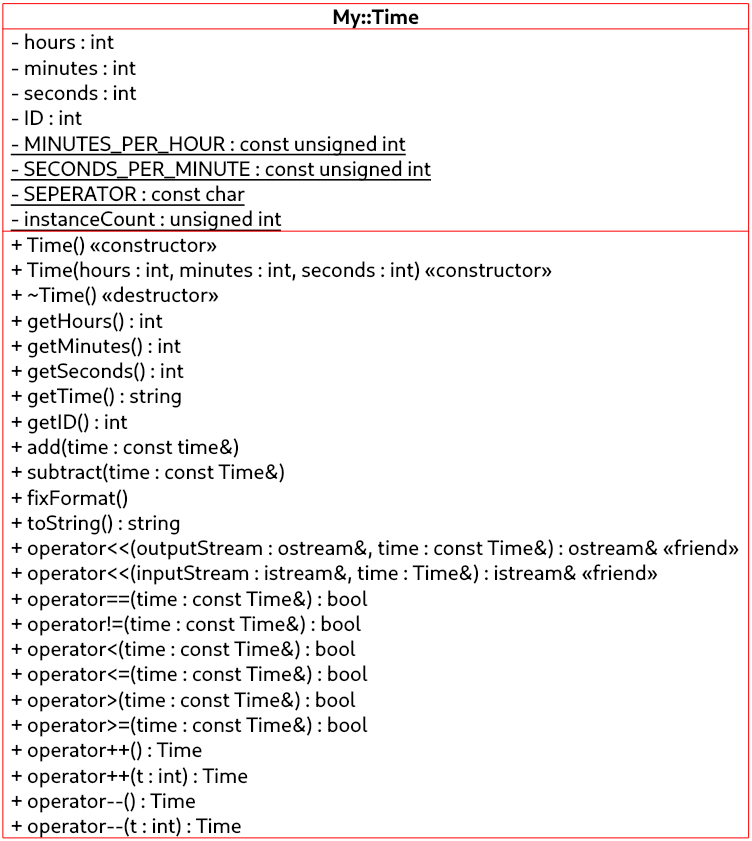 My::Time
- hours : int
- minutes : int
- seconds : int
- ID : int
- MINUTES_PER_HOUR : const unsigned int
- SECONDS_PER_MINUTE : const unsigned int
- SEPERATOR : const char
- instanceCount : unsigned int
+ Time() «constructor»
+ Time(hours : int, minutes : int, seconds : int) «constructor»
+ ~Time() «destructor»
+ getHours() : int
+ getMinutes() : int
+ getSeconds() : int
+ getTime() : string
+ getID() : int
+ add(time : const time&)
+ subtract(time : const Time&)
+ fixFormat()
+ toString() : string
+ operator<<(outputStream : ostream&, time : const Time&) : ostream& «friend»
+ operator<<(inputStream : istream&, time : Time&) : istream& «friend»
+ operator==(time : const Time&) : bool
+ operator!=(time : const Time&) : bool
+ operator<(time : const Time&) : bool
+ operator<=(time : const Time&) : bool
+ operator>(time : const Time&) : bool
+ operator>=(time : const Time&) : bool
+ operator++() : Time
+ operator++(t : int) : Time
+ operator--() : Time
+ operator--(t : int) : Time